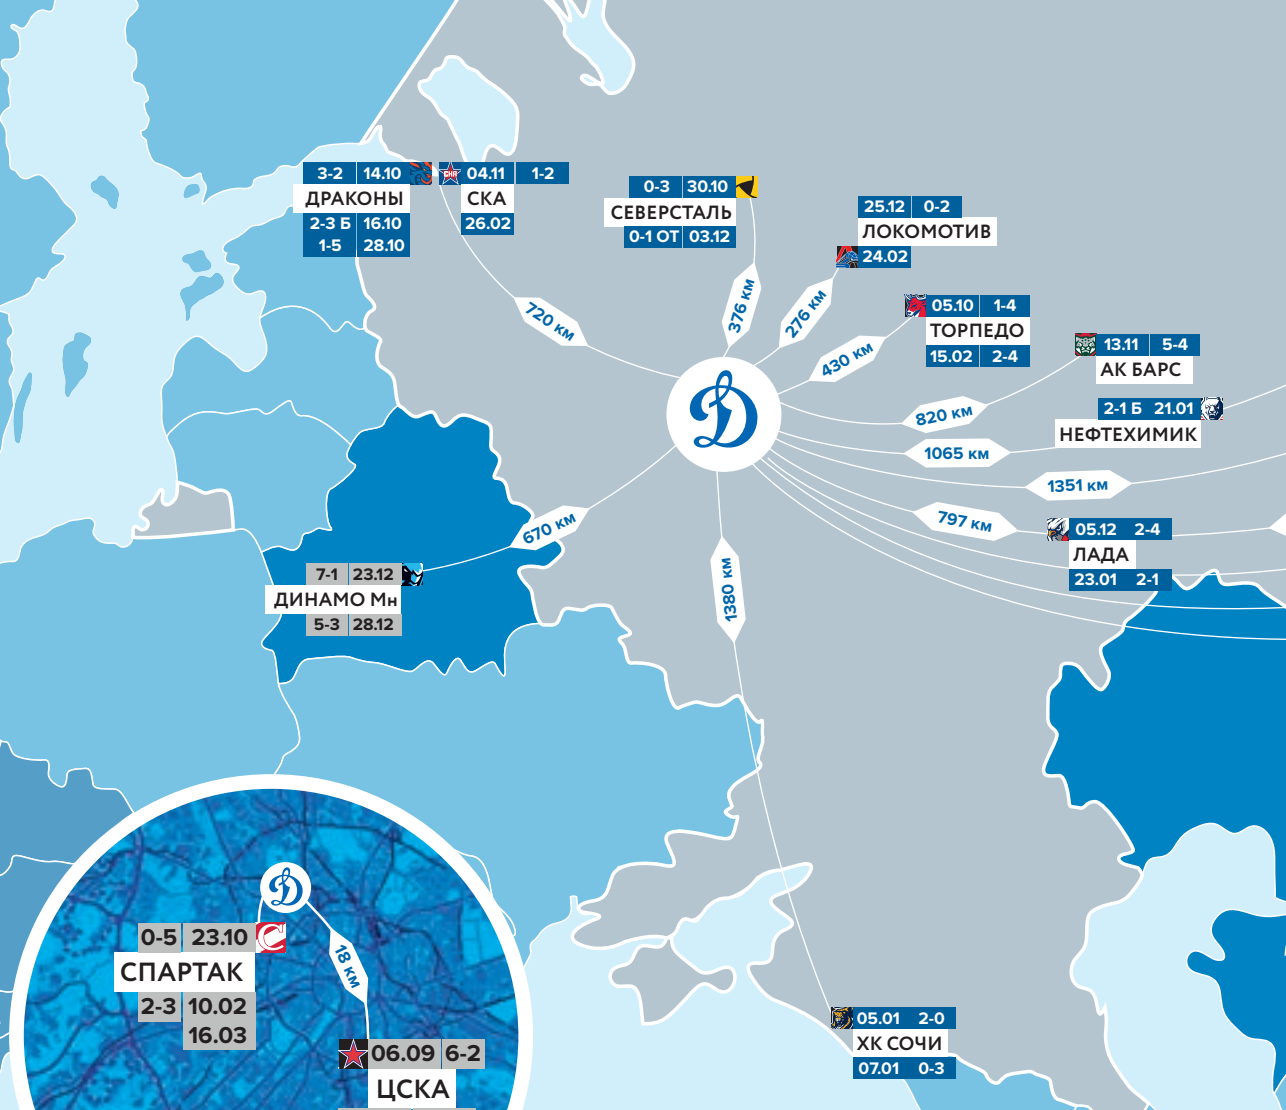 3-2 14.10
ДРАКОНЫ
2-3 Б 16.10
1-5 28.10
СКА 04.11 1-2
СКА
26.02
0-3 30.10
СЕВЕРСТАЛЬ
0-1 ОТ 03.12
25.12 0-2
ЛОКОМОТИВ
24.02
05.10 1-4
ТОРПЕДО
15.02 2-4
13.11 5-4
АК БАРС
2-1 Б 21.01
НЕФТЕХИМИК
720 км
376 км
276 км
430 км
820 км
1065 км
1351 км
797 км
670 км
1380 км
Д
05.12 2-4
ЛАДА
23.01 2-1
7-1 23.12
ДИНАМО Мн
5-3 28.12
Д
0-5 23.10
СПАРТАК
2-3 10.02
16.03
18 км
06.09 6-2
ЦСКА
05.01 2-0
ХК СОЧИ
07.01 0-3